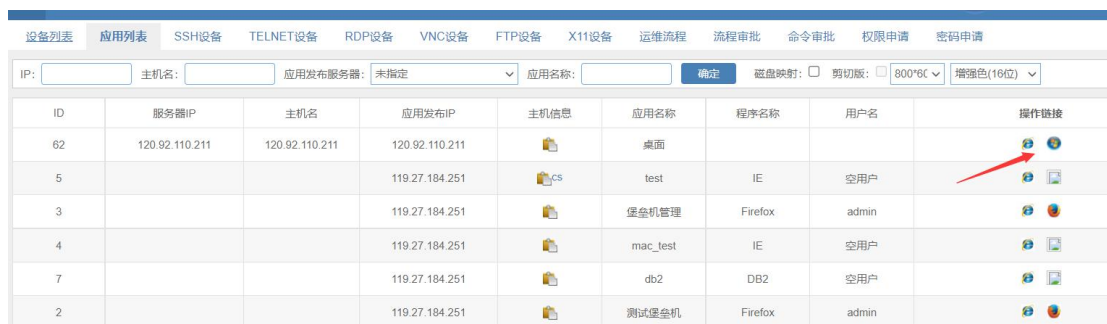 设备列表 应用列表 SSH设备 TELNET设备 RDP设备 VNC设备 FTP设备 X11设备 运维流程 流程审批 命令审批 权限申请 密码申请
IP: 主机名: 应用发布服务器: 未指定 应用名称: 确定 磁盘映射: 剪切版: 800*60 增强色(16位)
ID 服务器IP 主机名 应用发布IP 主机信息 应用名称 程序名称 用户名 操作链接
62 120.92.110.211 120.92.110.211 120.92.110.211 桌面
5 119.27.184.251 CS test IE 空用户
3 119.27.184.251 堡垒机管理 Firefox admin
4 119.27.184.251 mac_test IE 空用户
7 119.27.184.251 db2 DB2 空用户
2 119.27.184.251 测试堡垒机 Firefox admin